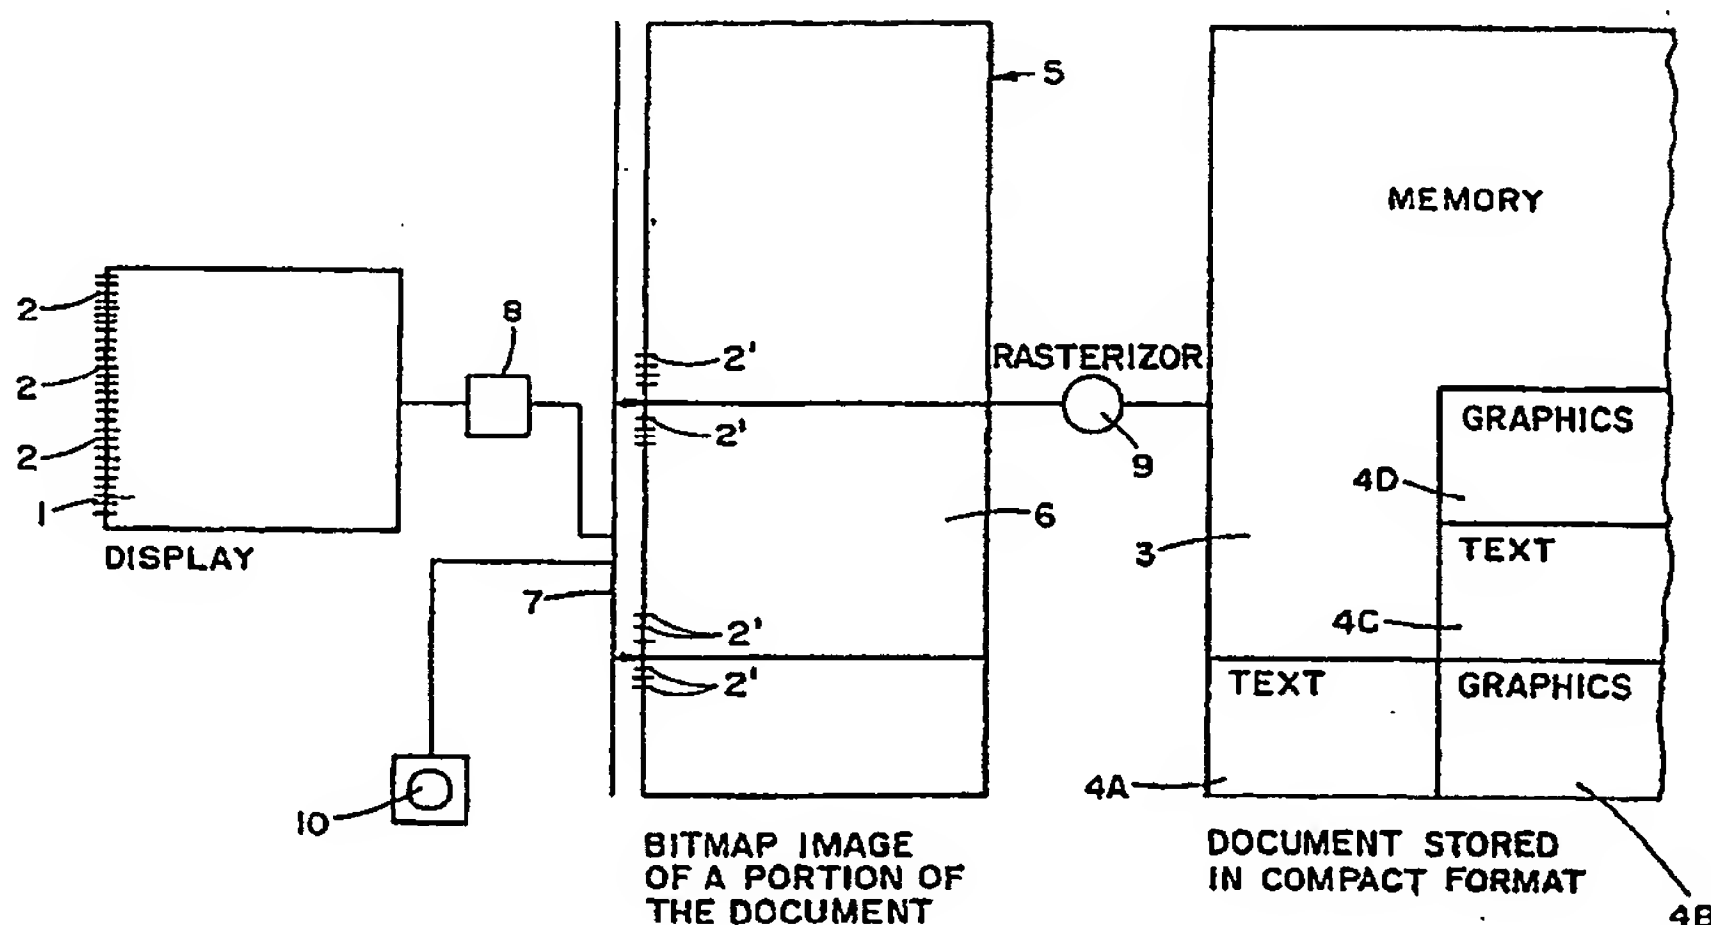 5
MEMORY
2
8
2'
RASTERIZOR
2
2'
GRAPHICS
2
9
4D
1
6
DISPLAY
3
TEXT
7
4C
2'
2'
TEXT
GRAPHICS
4A
10
BITMAP IMAGE
OF A PORTION OF
THE DOCUMENT
DOCUMENT STORED
IN COMPACT FORMAT
4B